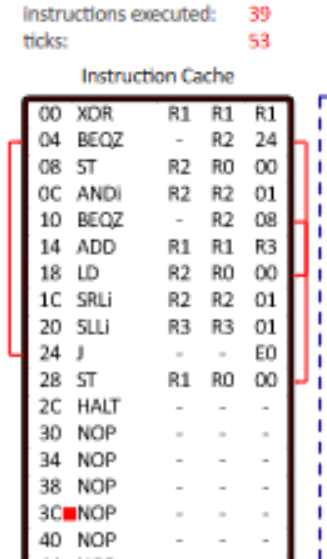 instructions executed: 39
ticks: 53
Instruction Cache
00 XOR R1 R1 R1
04 BEQZ - R2 24
08 ST R2 R0 00
0C ANDi R2 R2 01
10 BEQZ - R2 08
14 ADD R1 R1 R3
18 LD R2 R0 00
1C SRLi R2 R2 01
20 SLLi R3 R3 01
24 J - - E0
28 ST R1 R0 00
2C HALT - - -
30 NOP - - -
34 NOP - - -
38 NOP - - -
3C NOP - - -
40 NOP - - -